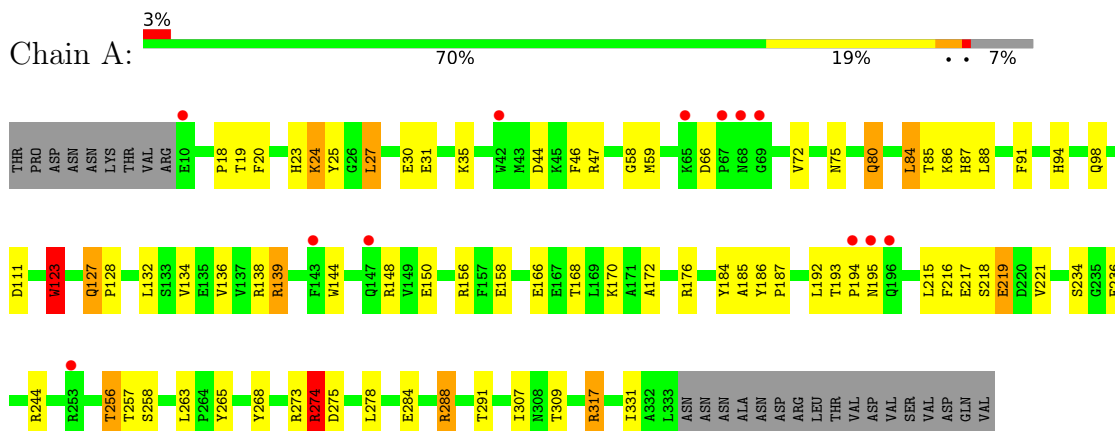 3%
Chain A:
70% 19% • • 7%
THR PRO ASP ASN ASN LYS THR VAL ARG E10 P18 T19 F20 H23 K24 Y25 G26 L27 E30 E31 K35 W42 M43 D44 K45 F46 R47 G58 M59 K65 D66 P67 N68 G69 V72 N75 Q80 L84 T85 K86 H87 L88 F91 H94 Q98
D111 W123 Q127 P128 L132 S133 V134 E135 V136 V137 R138 R139 F143 W144 Q147 R148 V149 E150 R156 F157 E158 E166 E167 T168 L169 K170 A171 A172 R176 Y184 A185 Y186 P187 L192 T193 P194 N195 Q196 L215 F216 E217 S218 E219 D220 V221 S234 G235 E236
R244 R253 T256 T257 S258 L263 P264 Y265 Y268 R273 R274 D275 L278 E284 R288 T291 I307 N308 T309 R317 I331 A332 L333 ASN ASN ASN ALA ASN ASP ARG LEU THR VAL ASP VAL SER VAL ASP GLN VAL